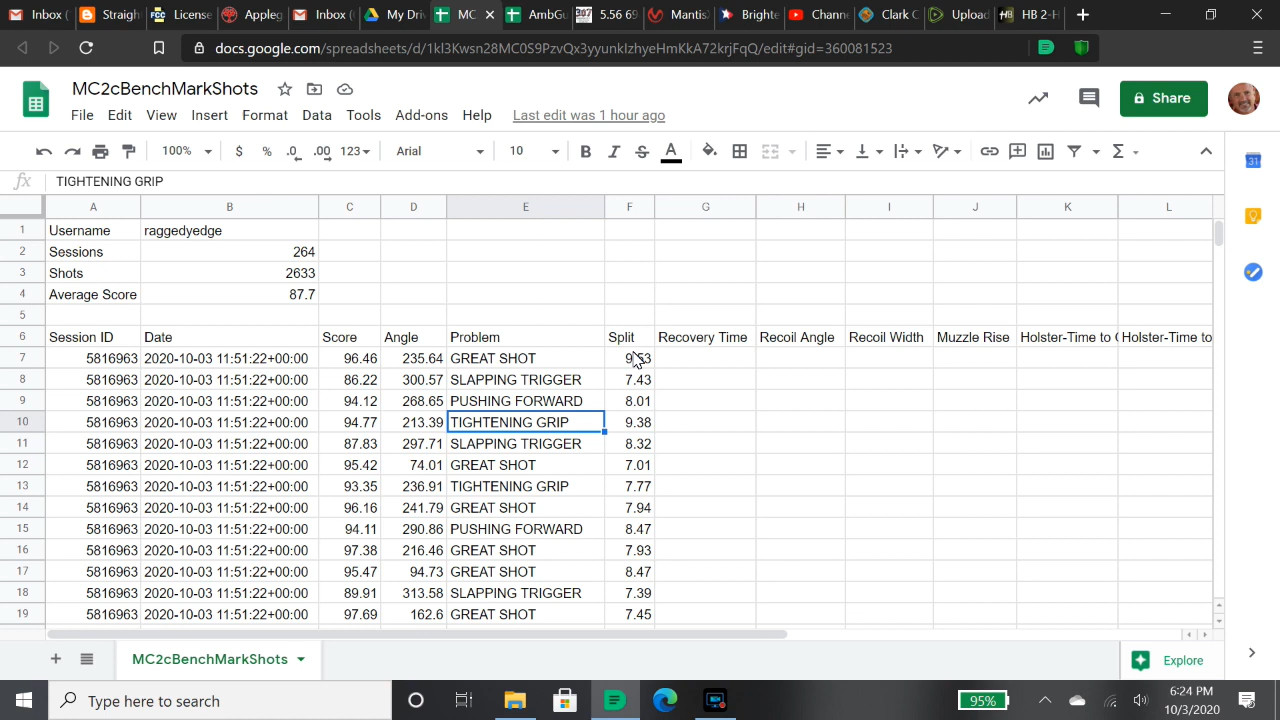 Inbox ( Straight License Appleg Inbox ( My Dri MC AmbGu 5.56 69 Mantis Brighte Channe Clark C Upload HB 2-H
docs.google.com/spreadsheets/d/1kl3Kwsn28MC0S9PzvQx3yyunkIzhyeHmKkA72krjFqQ/edit#gid=360081523
MC2cBenchMarkShots
Share
File Edit View Insert Format Data Tools Add-ons Help Last edit was 1 hour ago
100% $ % .0 .00 123 Arial 10 B I S A
fx TIGHTENING GRIP
A B C D E F G H I J K L
1 Username raggedyedge
2 Sessions 264
3 Shots 2633
4 Average Score 87.7
5
6 Session ID Date Score Angle Problem Split Recovery Time Recoil Angle Recoil Width Muzzle Rise Holster-Time to Holster-Time to
7 5816963 2020-10-03 11:51:22+00:00 96.46 235.64 GREAT SHOT 9.53
8 5816963 2020-10-03 11:51:22+00:00 86.22 300.57 SLAPPING TRIGGER 7.43
9 5816963 2020-10-03 11:51:22+00:00 94.12 268.65 PUSHING FORWARD 8.01
10 5816963 2020-10-03 11:51:22+00:00 94.77 213.39 TIGHTENING GRIP 9.38
11 5816963 2020-10-03 11:51:22+00:00 87.83 297.71 SLAPPING TRIGGER 8.32
12 5816963 2020-10-03 11:51:22+00:00 95.42 74.01 GREAT SHOT 7.01
13 5816963 2020-10-03 11:51:22+00:00 93.35 236.91 TIGHTENING GRIP 7.77
14 5816963 2020-10-03 11:51:22+00:00 96.16 241.79 GREAT SHOT 7.94
15 5816963 2020-10-03 11:51:22+00:00 94.11 290.86 PUSHING FORWARD 8.47
16 5816963 2020-10-03 11:51:22+00:00 97.38 216.46 GREAT SHOT 7.93
17 5816963 2020-10-03 11:51:22+00:00 95.47 94.73 GREAT SHOT 8.47
18 5816963 2020-10-03 11:51:22+00:00 89.91 313.58 SLAPPING TRIGGER 7.39
19 5816963 2020-10-03 11:51:22+00:00 97.69 162.6 GREAT SHOT 7.45
MC2cBenchMarkShots Explore
Type here to search 95% 6:24 PM
10/3/2020